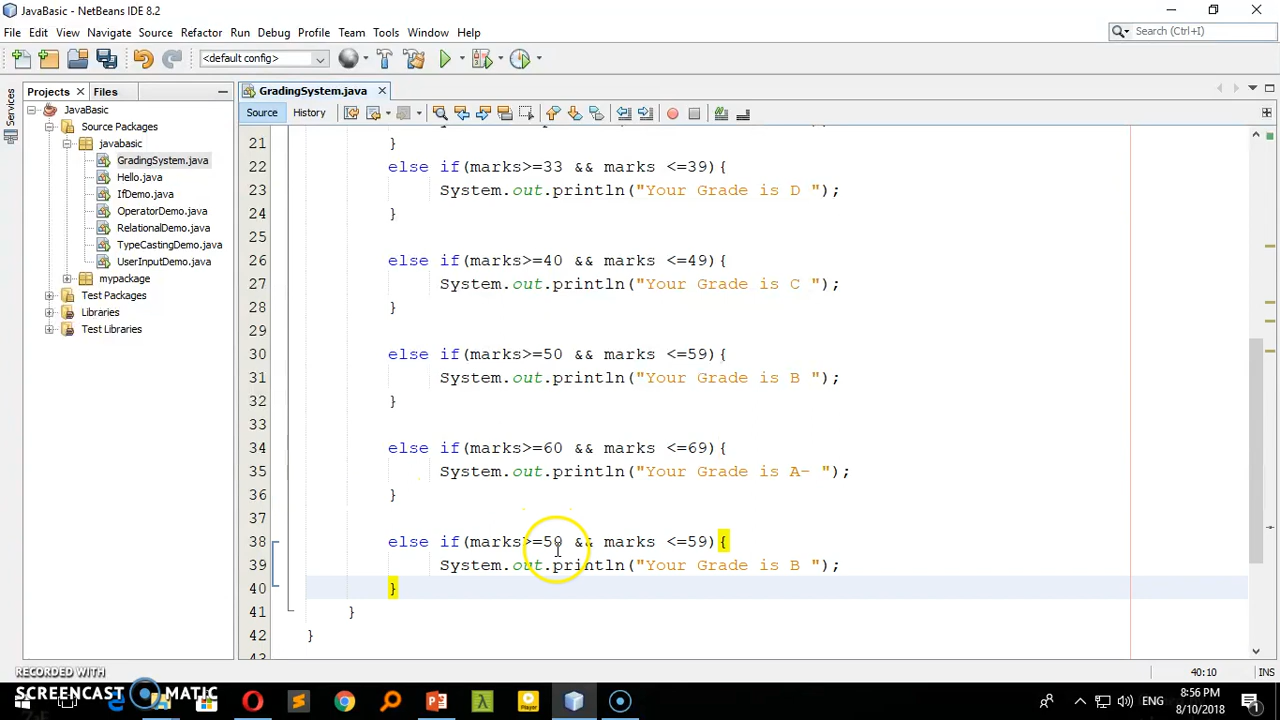 JavaBasic - NetBeans IDE 8.2
File Edit View Navigate Source Refactor Run Debug Profile Team Tools Window Help
Search (Ctrl+I)
<default config>
Projects Files
GradingSystem.java
Services
Source History
JavaBasic
Source Packages
javabasic
GradingSystem.java
Hello.java
IfDemo.java
OperatorDemo.java
RelationalDemo.java
TypeCastingDemo.java
UserInputDemo.java
mypackage
Test Packages
Libraries
Test Libraries
21 }
22 else if(marks>=33 && marks <=39){
23 System.out.println("Your Grade is D ");
24 }
25
26 else if(marks>=40 && marks <=49){
27 System.out.println("Your Grade is C ");
28 }
29
30 else if(marks>=50 && marks <=59){
31 System.out.println("Your Grade is B ");
32 }
33
34 else if(marks>=60 && marks <=69){
35 System.out.println("Your Grade is A- ");
36 }
37
38 else if(marks>=50 && marks <=59){
39 System.out.println("Your Grade is B ");
40 }
41 }
42 }
43
40:10 INS
RECORDED WITH
SCREENCAST MATIC
ENG
8:56 PM
8/10/2018